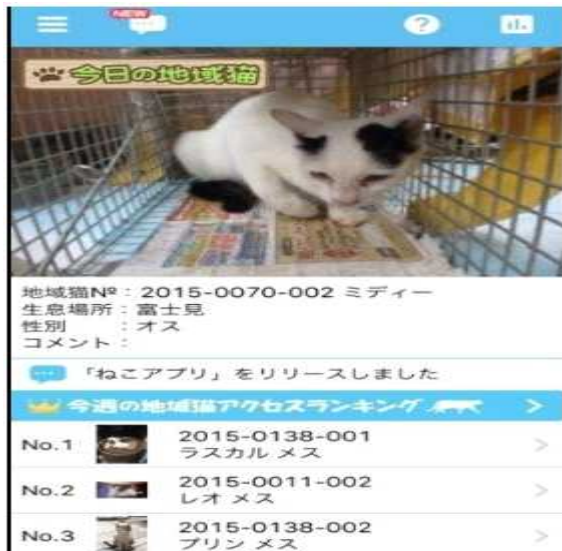 NEW
?
今日の地域猫
地域猫№：2015-0070-002 ミディー
生息場所：富士見
性別　　：オス
コメント：
「ねこアプリ」をリリースしました
今週の地域猫アクセスランキング
No.1 2015-0138-001
ラスカル メス
No.2 2015-0011-002
レオ メス
No.3 2015-0138-002
プリン メス